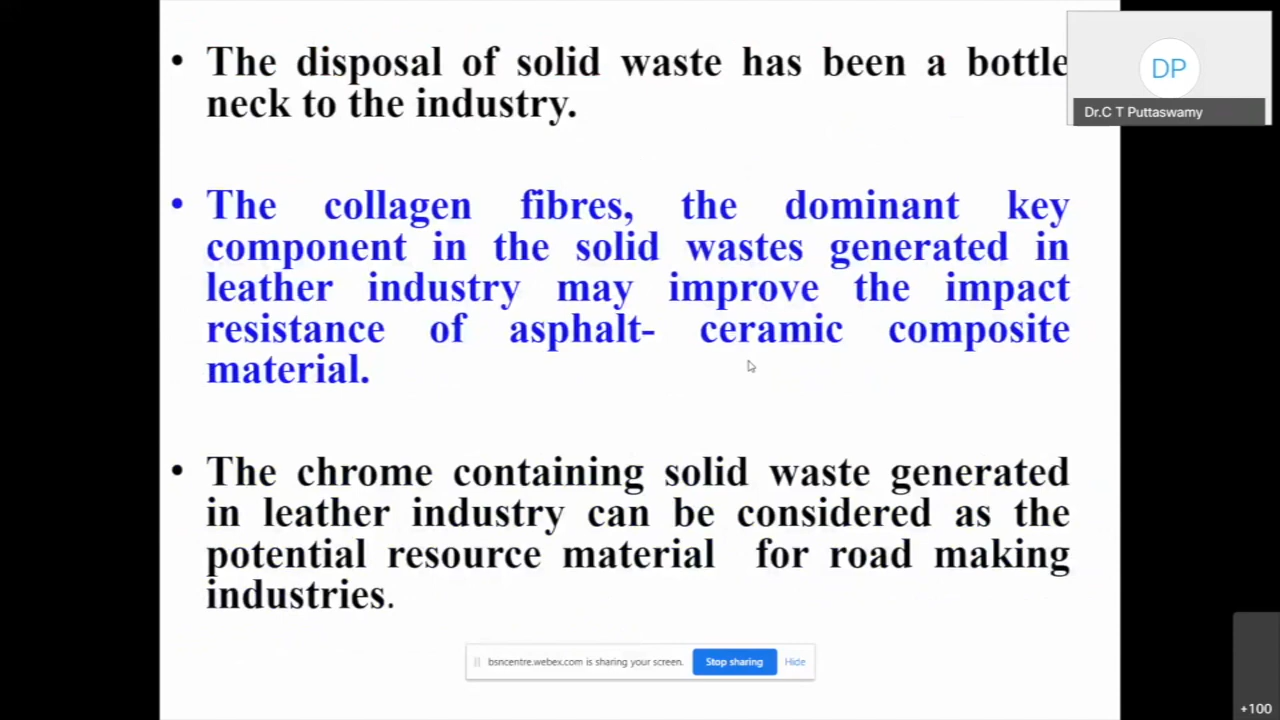 • The disposal of solid waste has been a bottle
neck to the industry.
• The collagen fibres, the dominant key
component in the solid wastes generated in
leather industry may improve the impact
resistance of asphalt- ceramic composite
material.
• The chrome containing solid waste generated
in leather industry can be considered as the
potential resource material for road making
industries.
DP
Dr.C T Puttaswamy
bsncentre.webex.com is sharing your screen. Stop sharing Hide
+100